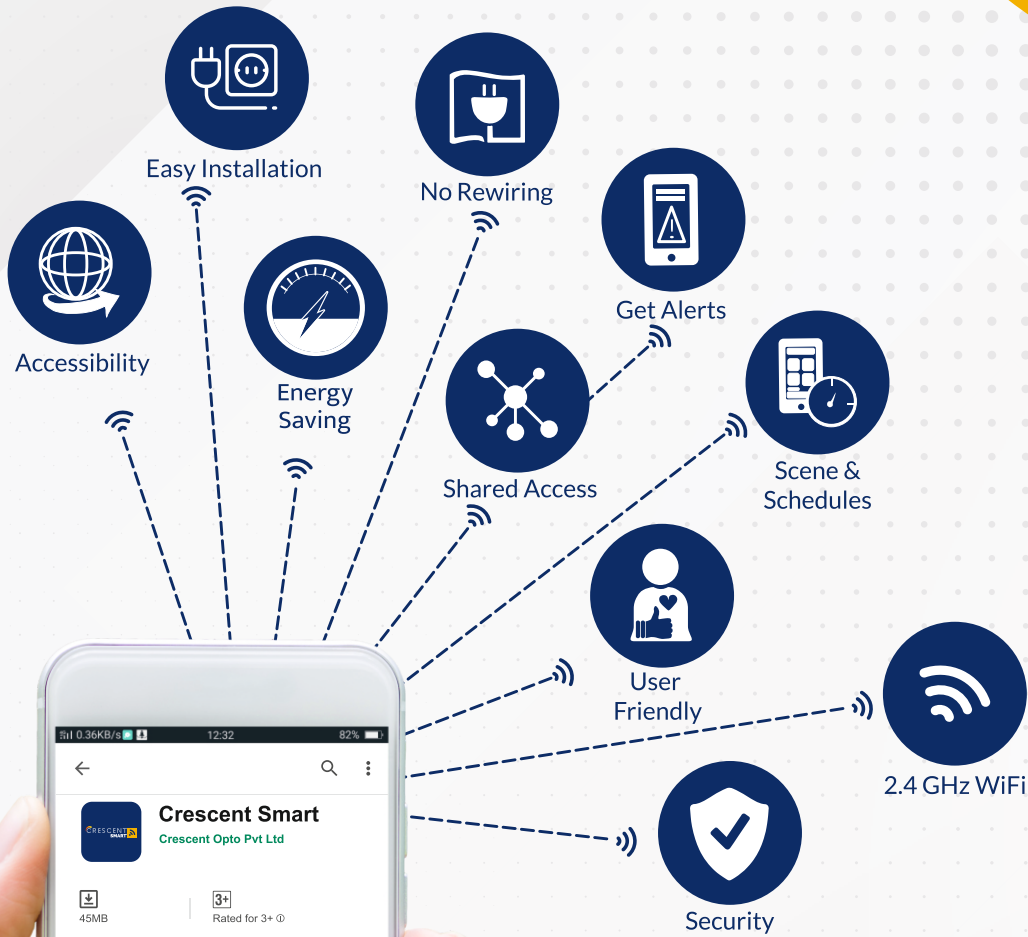 Easy Installation
No Rewiring
Get Alerts
Accessibility
Energy
Saving
Shared Access
Scene &
Schedules
User
Friendly
2.4 GHz WiFi
Security
0.36KB/s
12:32
82%
CRESCENT
SMART
Crescent Smart
Crescent Opto Pvt Ltd
3+
45MB
Rated for 3+